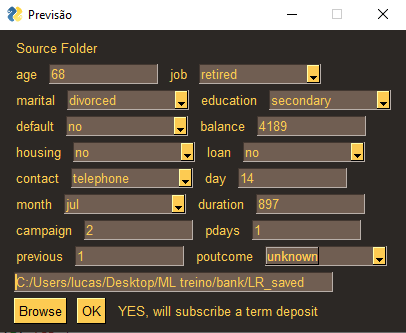 Previsão
Source Folder
age 68 job retired
marital divorced education secondary
default no balance 4189
housing no loan no
contact telephone day 14
month jul duration 897
campaign 2 pdays 1
previous 1 poutcome unknown
C:/Users/lucas/Desktop/ML treino/bank/LR_saved
Browse OK YES, will subscribe a term deposit